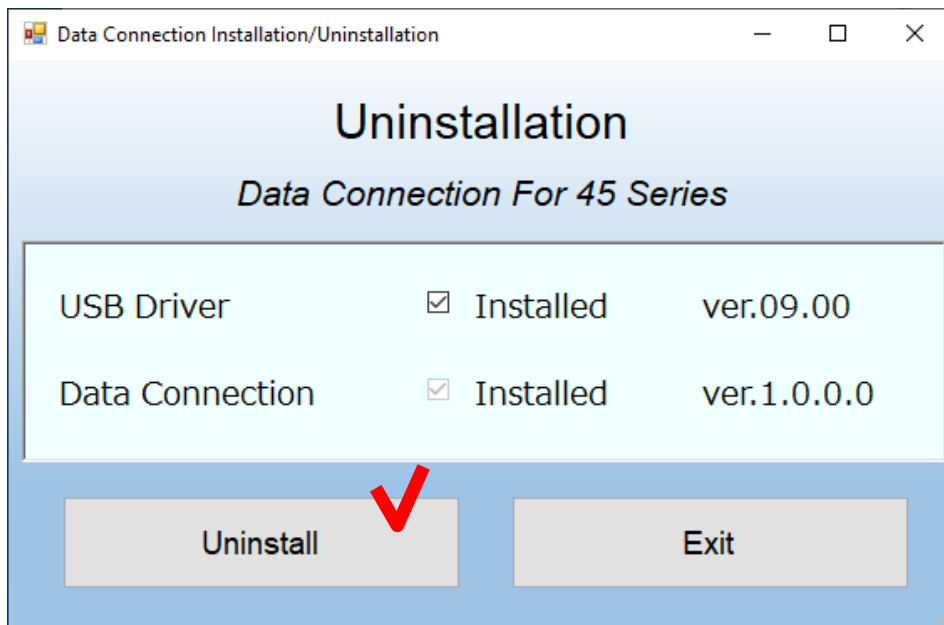 Data Connection Installation/Uninstallation
Uninstallation
Data Connection For 45 Series
USB Driver Installed ver.09.00
Data Connection Installed ver.1.0.0.0
Uninstall Exit